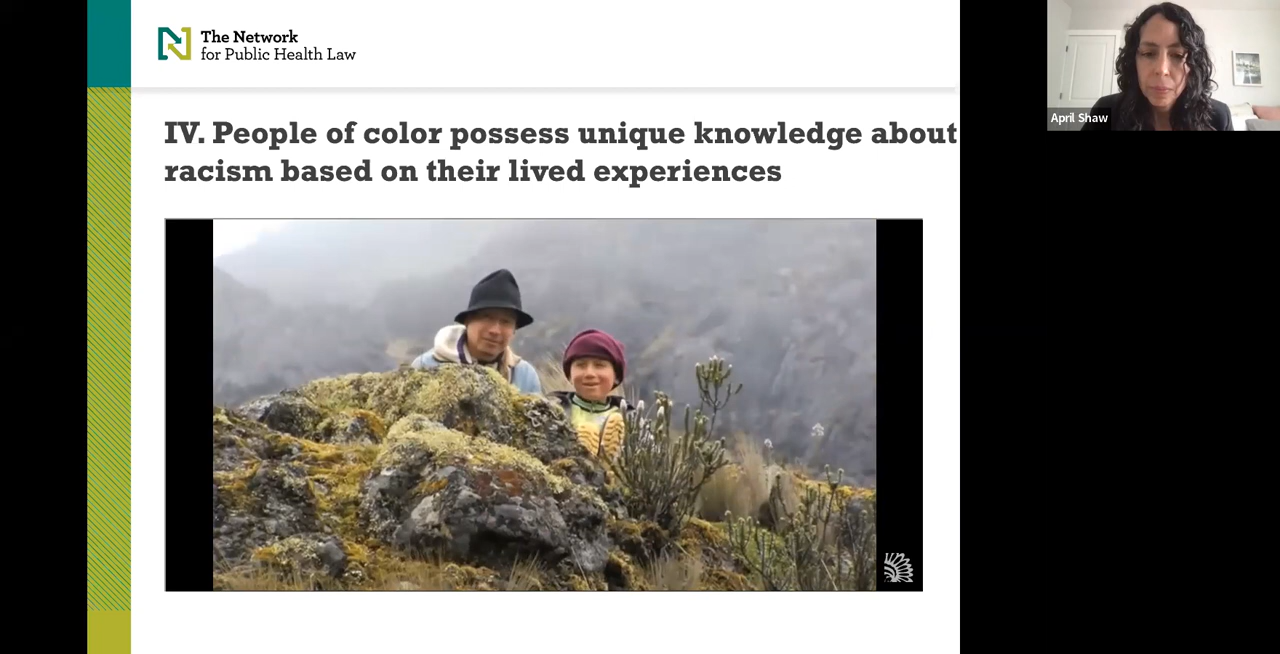 The Network
for Public Health Law
IV. People of color possess unique knowledge about
racism based on their lived experiences
April Shaw